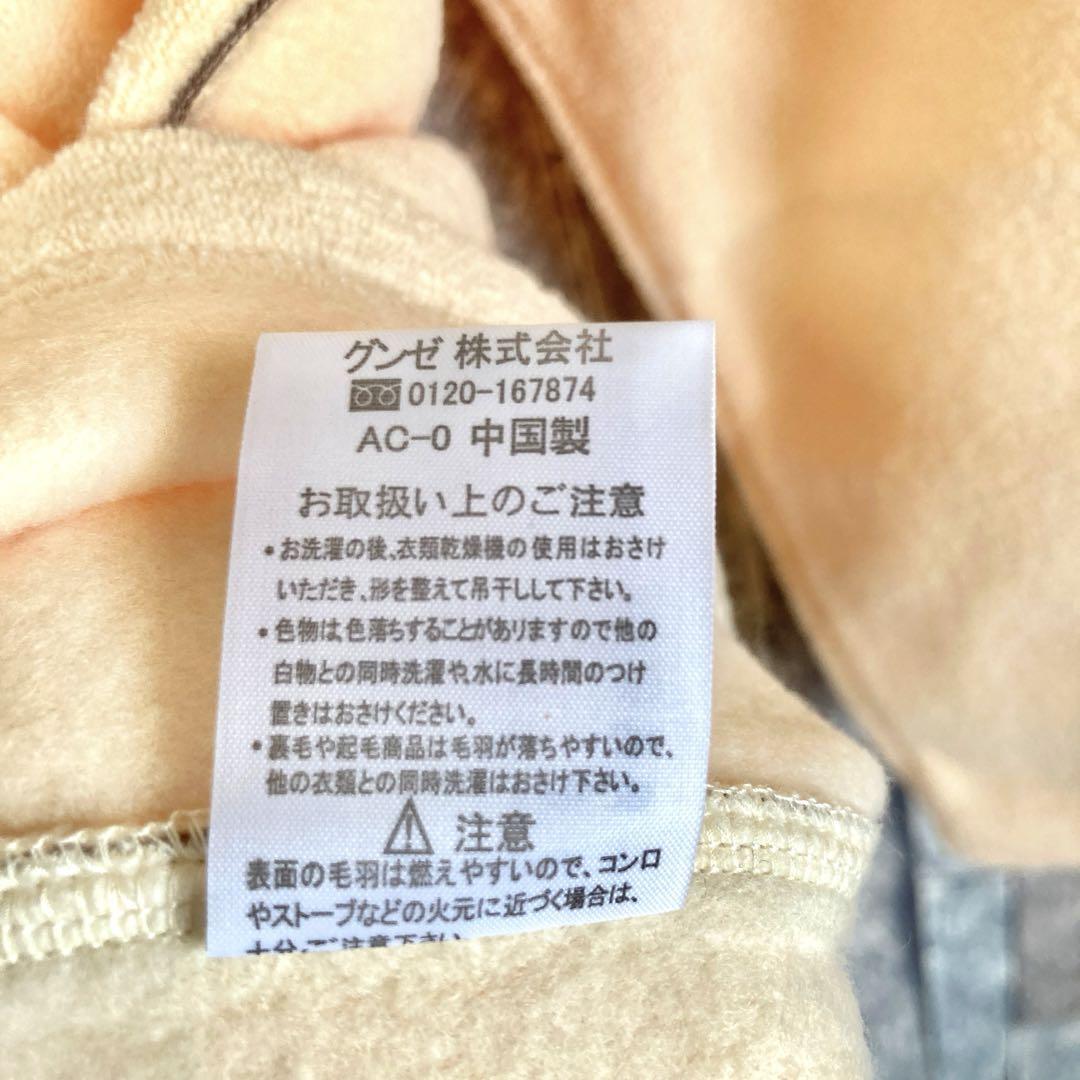 グンゼ 株式会社
0120-167874
AC-0 中国製
お取扱い上のご注意
・お洗濯の後、衣類乾燥機の使用はおさけ
いただき、形を整えて吊干しして下さい。
・色物は色落ちすることがありますので他の
白物との同時洗濯や、水に長時間のつけ
置きはおさけください。
・裏毛や起毛商品は毛羽が落ちやすいので、
他の衣類との同時洗濯はおさけ下さい。
注意
表面の毛羽は燃えやすいので、コンロ
やストーブなどの火元に近づく場合は、
十分、ご注意下さい